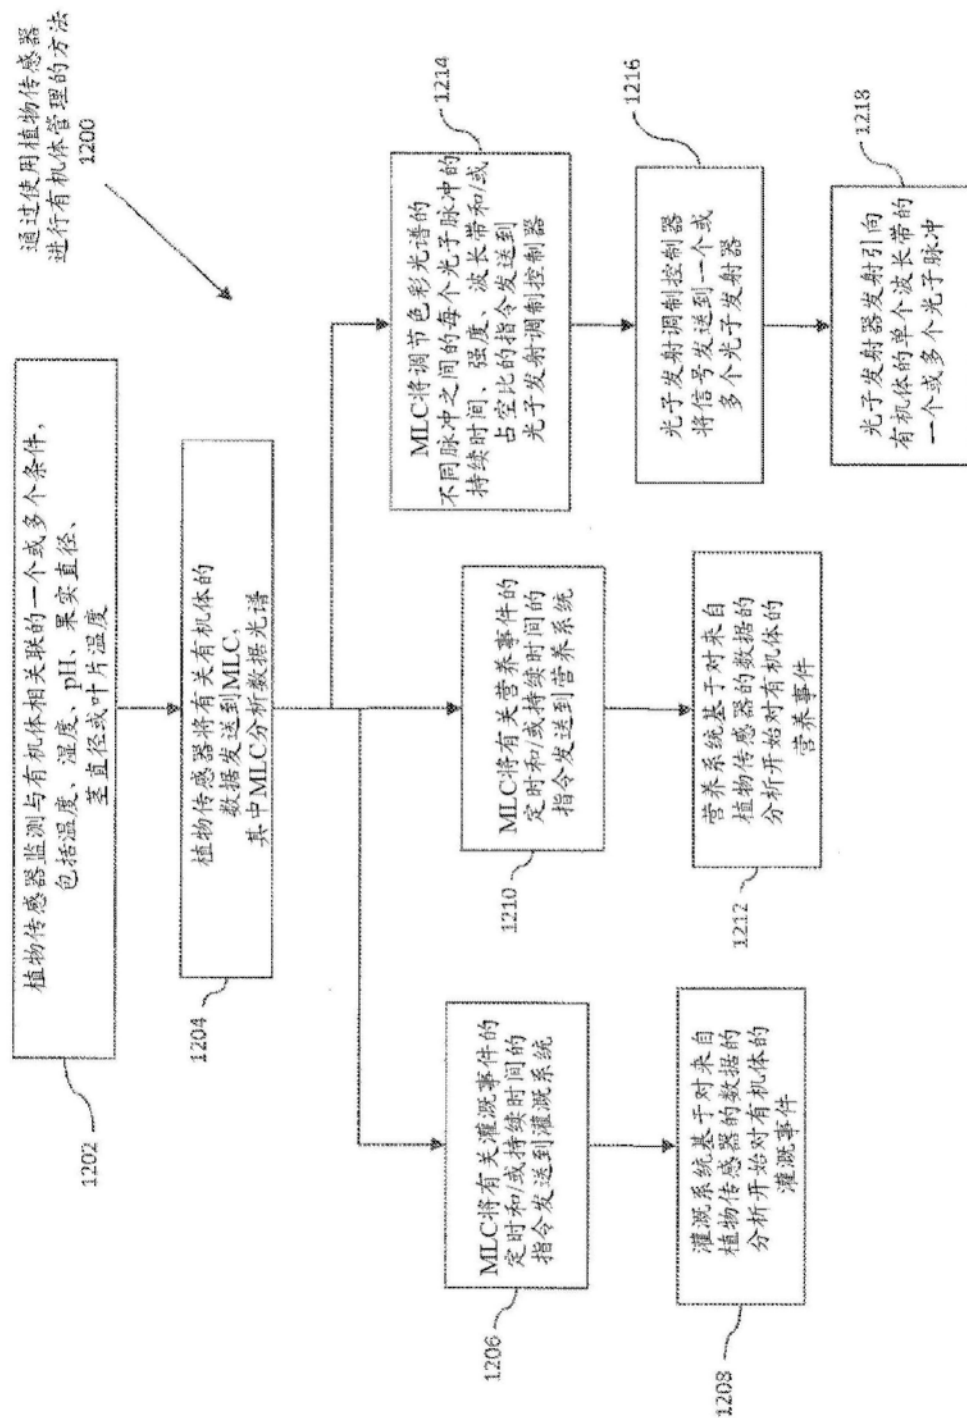 通过使用植物传感器
进行有机体管理的方法
1200
植物传感器监测与有机体相关联的一个或多个条件，
包括温度、湿度、pH、果实直径、
茎直径或叶片温度
1202
植物传感器将有关有机体的
数据发送到MLC，
其中MLC分析数据光谱
1204
MLC将有关灌溉事件的
定时和/或持续时间的
指令发送到灌溉系统
1206
灌溉系统基于对来自
植物传感器的数据的
分析开始对有机体的
灌溉事件
1208
MLC将有关营养事件的
定时和/或持续时间的
指令发送到营养系统
1210
营养系统基于对来自
植物传感器的数据的
分析开始对有机体的
营养事件
1212
MLC将调节色彩光谱的
不同脉冲之间的每个光子脉冲的
持续时间、强度、波长带和/或
占空比的指令发送到
光子发射调制控制器
1214
光子发射调制控制器
将信号发送到一个或
多个光子发射器
1216
光子发射器发射引向
有机体的单个波长带的
一个或多个光子脉冲
1218